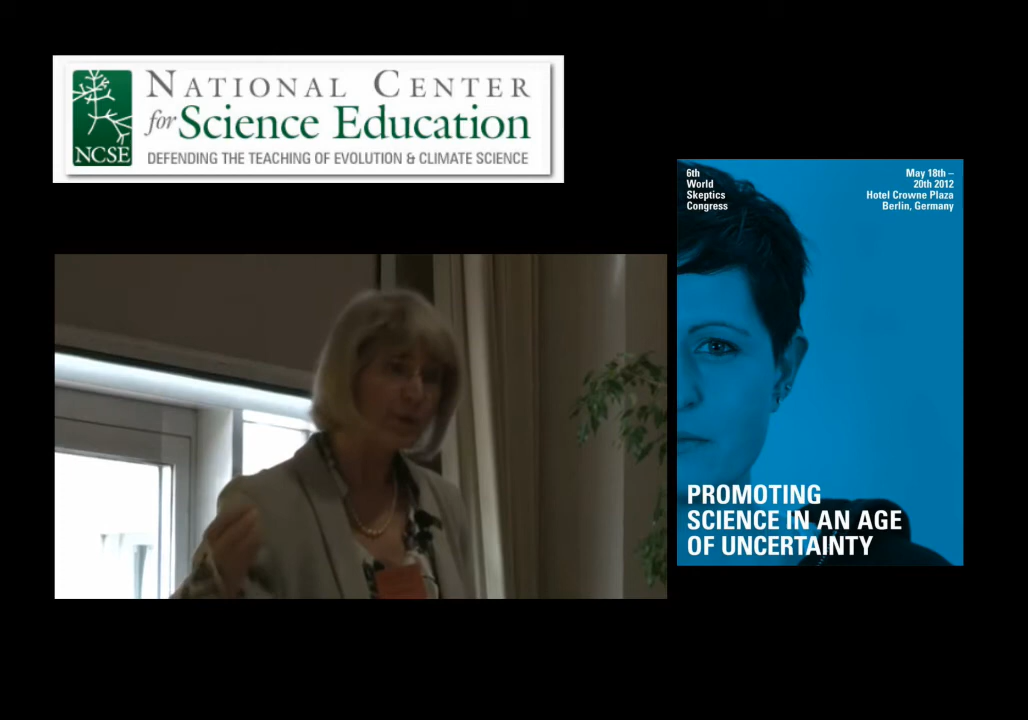 NATIONAL CENTER
for Science Education
NCSE
DEFENDING THE TEACHING OF EVOLUTION & CLIMATE SCIENCE
6th
World
Skeptics
Congress
May 18th –
20th 2012
Hotel Crowne Plaza
Berlin, Germany
PROMOTING
SCIENCE IN AN AGE
OF UNCERTAINTY